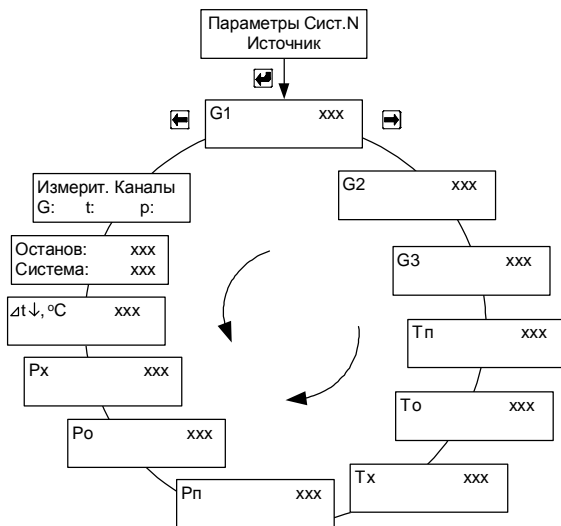 Параметры Сист.N
Источник
G1 xxx
G2 xxx
G3 xxx
Тп xxx
То xxx
Тх xxx
Рп xxx
Ро xxx
Рх xxx
⊿t↓, ºС xxx
Останов: xxx
Система: xxx
Измерит. Каналы
G: t: p: